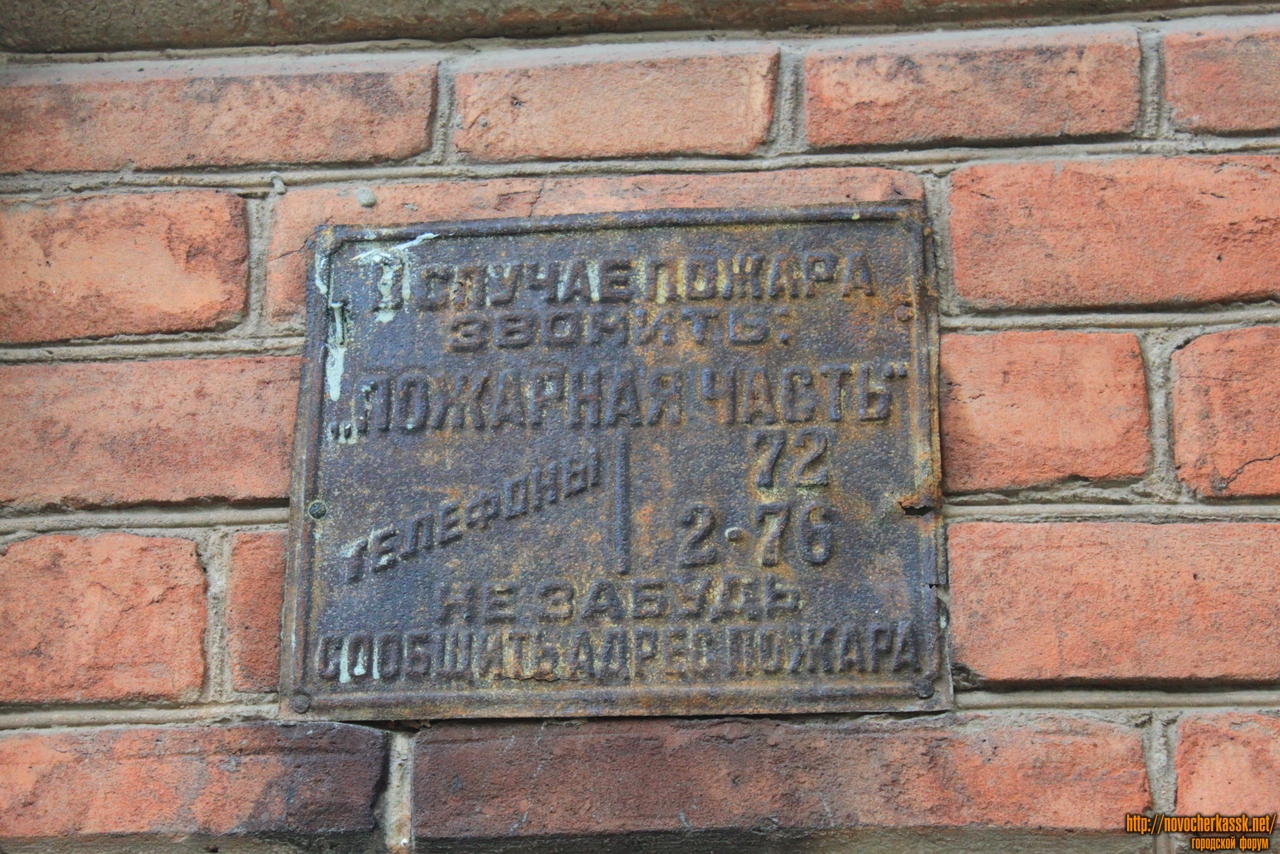 В СЛУЧАЕ ПОЖАРА
ЗВОНИТЬ:
„ПОЖАРНАЯ ЧАСТЬ"
ТЕЛЕФОНЫ
72
2-76
НЕ ЗАБУДЬ
СООБЩИТЬ АДРЕС ПОЖАРА
http://novocherkassk.net/
городской форум